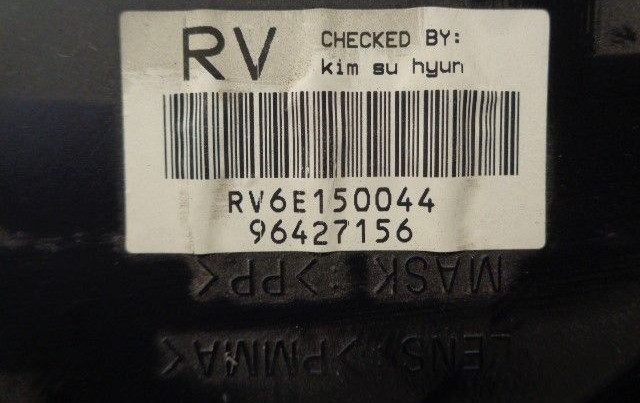 RV
CHECKED BY:
kim su hyun
RV6E150044
96427156
MASK : >PP<
LENS : >PMMA<